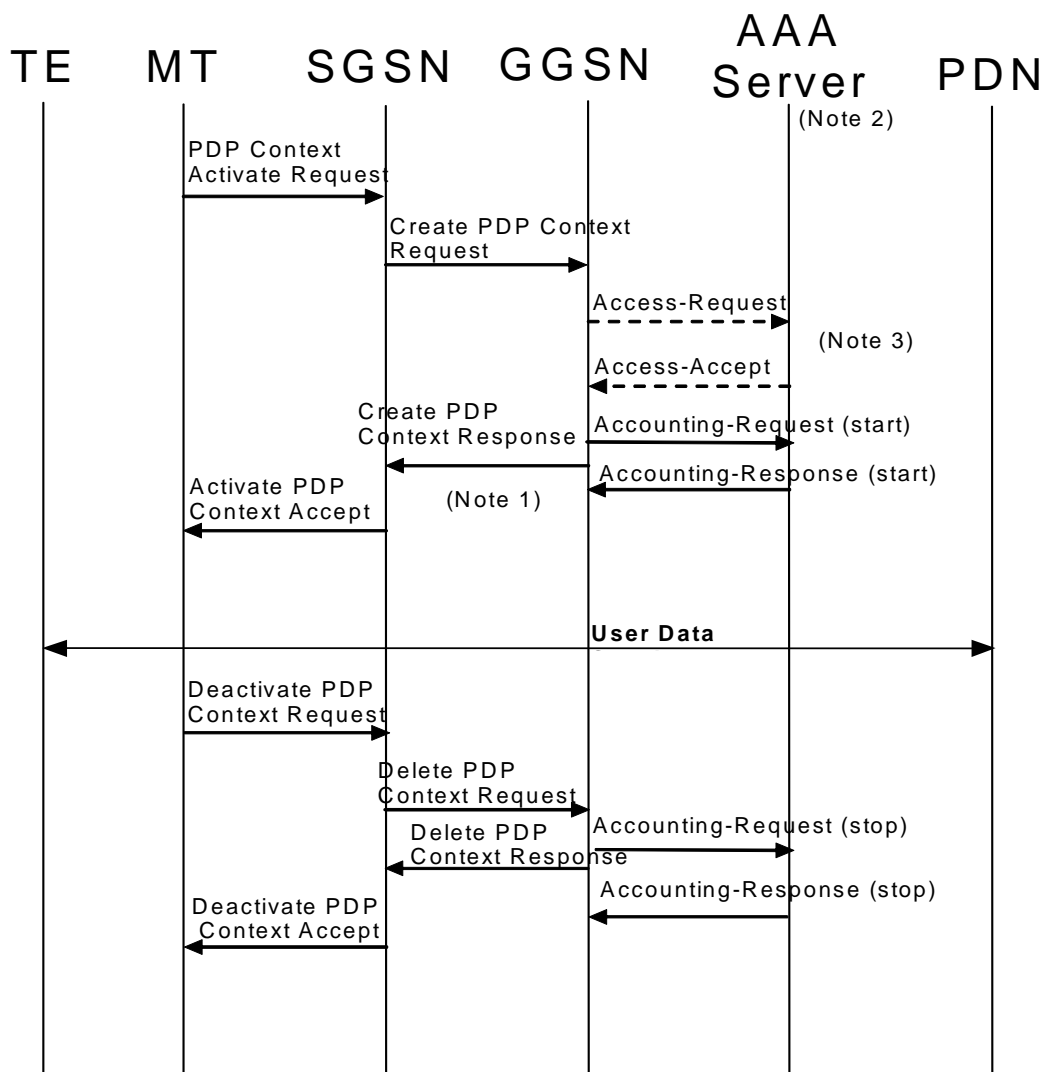 TE
MT
SGSN
GGSN
AAA
Server
PDN
(Note 2)
PDP Context
Activate Request
Create PDP Context
Request
Access-Request
(Note 3)
Access-Accept
Create PDP
Context Response
Accounting-Request (start)
Accounting-Response (start)
Activate PDP
Context Accept
(Note 1)
User Data
Deactivate PDP
Context Request
Delete PDP
Context Request
Accounting-Request (stop)
Delete PDP
Context Response
Accounting-Response (stop)
Deactivate PDP
Context Accept